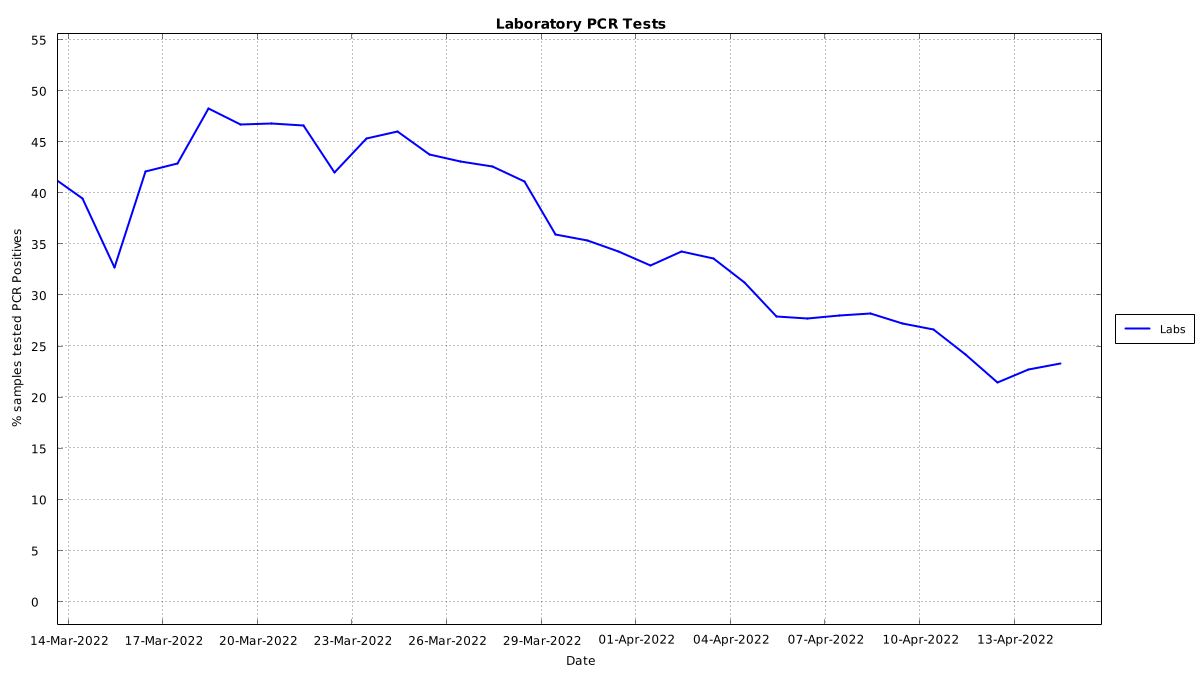 Laboratory PCR Tests
55
50
45
40
35
30
25
20
15
10
5
0
% samples tested PCR Positives
14-Mar-2022 17-Mar-2022 20-Mar-2022 23-Mar-2022 26-Mar-2022 29-Mar-2022 01-Apr-2022 04-Apr-2022 07-Apr-2022 10-Apr-2022 13-Apr-2022
Date
Labs